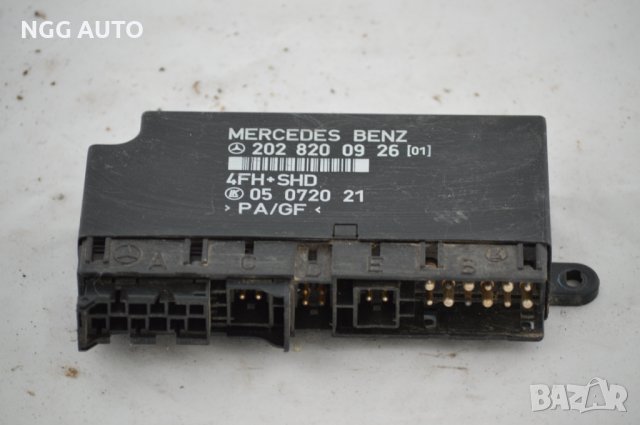 NGG AUTO
MERCEDES BENZ
202 820 09 26 [01]
4FH+SHD
05 0720 21
> PA/GF <
A C D E B
BAZAR